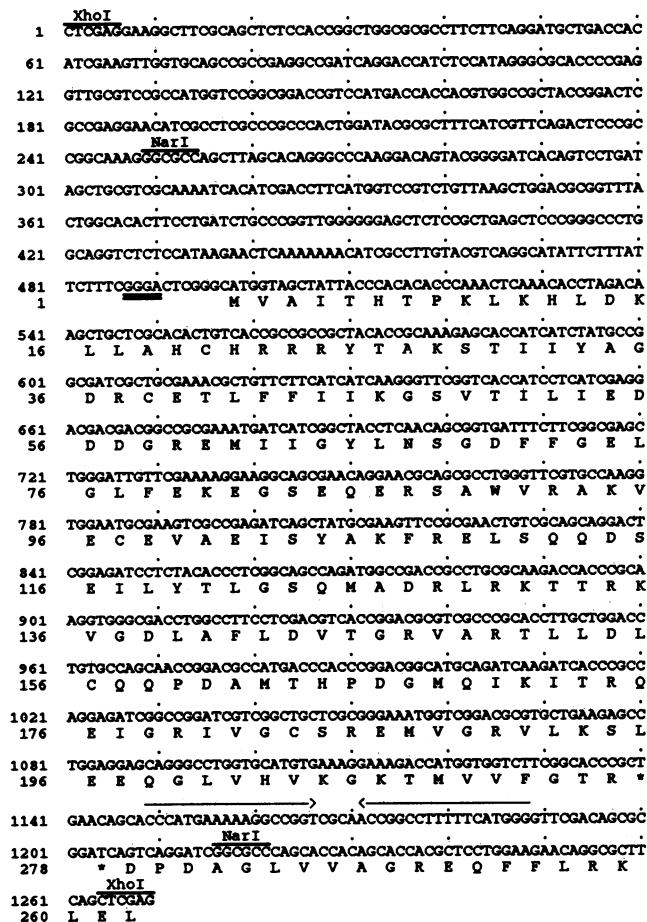 XhoI
1 CTCGAGGAAGGCTTCGCAGCTCTCCACCGGCTGGCGCGCCTTCTTCAGGATGCTGACCAC
61 ATCGAAGTTGGTGCAGCCGCCGAGGCCGATCAGGACCATCTCCATAGGGCGCACCCCGAG
121 GTTGCGTCCGCCATGGTCCGGCGGACCGTCCATGACCACCACGTGGCCGCTACCGGACTC
181 GCCGAGGAACATCGCCTCGCCCGCCCACTGGATACGCGCTTTCATCGTTCAGACTCCCGC
NarI
241 CGGCAAAGGGCGCCAGCTTAGCACAGGGCCCAAGGACAGTACGGGGATCACAGTCCTGAT
301 AGCTGCGTCGCAAAATCACATCGACCTTCATGGTCCGTCTGTTAAGCTGGACGCGGTTTA
361 CTGGCACACTTCCTGATCTGCCCGGTTGGGGGGAGCTCTCCGCTGAGCTCCCGGGCCCTG
421 GCAGGTCTCTCCATAAGAACTCAAAAAAACATCGCCTTGTACGTCAGGCATATTCTTTAT
481 TCTTTCGGGACTCGGGCATGGTAGCTATTACCCACACACCCAAACTCAAACACCTAGACA
1 M V A I T H T P K L K H L D K
541 AGCTGCTCGCACACTGTCACCGCCGCCGCTACACCGCAAAGAGCACCATCATCTATGCCG
16 L L A H C H R R R Y T A K S T I I Y A G
601 GCGATCGCTGCGAAACGCTGTTCTTCATCATCAAGGGTTCGGTCACCATCCTCATCGAGG
36 D R C E T L F F I I K G S V T I L I E D
661 ACGACGACGGCCGCGAAATGATCATCGGCTACCTCAACAGCGGTGATTTCTTCGGCGAGC
56 D D G R E M I I G Y L N S G D F F G E L
721 TGGGATTGTTCGAAAAGGAAGGCAGCGAACAGGAACGCAGCGCCTGGGTTCGTGCCAAGG
76 G L F E K E G S E Q E R S A W V R A K V
781 TGGAATGCGAAGTCGCCGAGATCAGCTATGCGAAGTTCCGCGAACTGTCGCAGCAGGACT
96 E C E V A E I S Y A K F R E L S Q Q D S
841 CGGAGATCCTCTACACCCTCGGCAGCCAGATGGCCGACCGCCTGCGCAAGACCACCCGCA
116 E I L Y T L G S Q M A D R L R K T T R K
901 AGGTGGGCGACCTGGCCTTCCTCGACGTCACCGGACGCGTCGCCCGCACCTTGCTGGACC
136 V G D L A F L D V T G R V A R T L L D L
961 TGTGCCAGCAACCGGACGCCATGACCCACCCGGACGGCATGCAGATCAAGATCACCCGCC
156 C Q Q P D A M T H P D G M Q I K I T R Q
1021 AGGAGATCGGCCGGATCGTCGGCTGCTCGCGGGAAATGGTCGGACGCGTGCTGAAGAGCC
176 E I G R I V G C S R E M V G R V L K S L
1081 TGGAGGAGCAGGGCCTGGTGCATGTGAAAGGAAAGACCATGGTGGTCTTCGGCACCCGCT
196 E E Q G L V H V K G K T M V V F G T R *
1141 GAACAGCACCCATGAAAAAGGCCGGTCGCAACCGGCCTTTTTCATGGGGTTCGACAGCGC
NarI
1201 GGATCAGTCAGGATCGGCGCCCAGCACCACAGCACCACGCGCTCCTGGAAGAACAGGCGC
278 * D P D A G L V V A G R E Q F F L R K
XhoI
1261 CAGCTCGAG
260 L E L